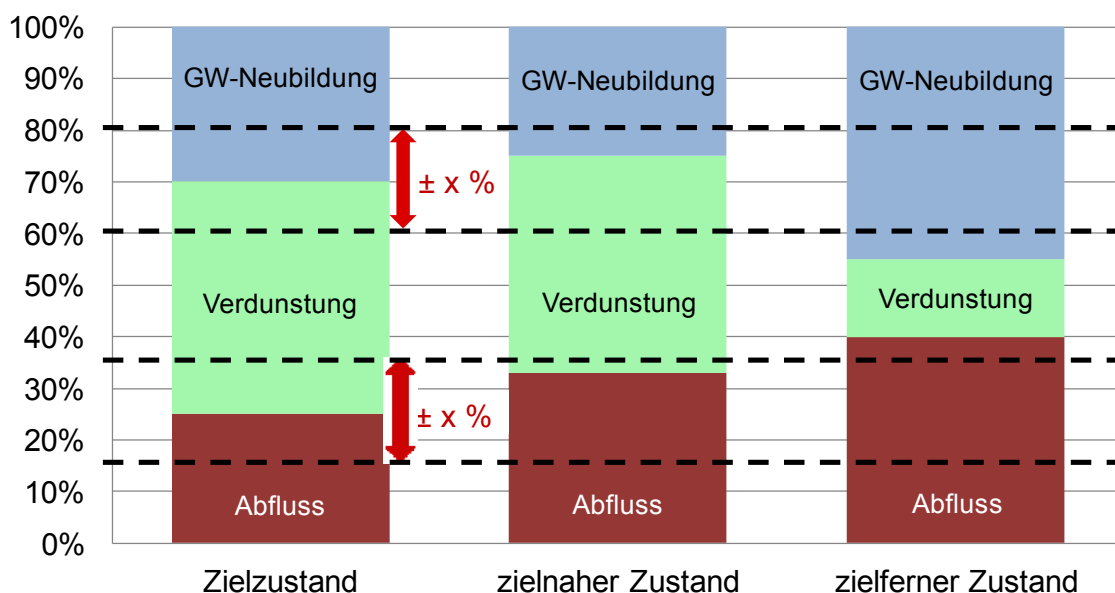 100%
90%
80%
70%
60%
50%
40%
30%
20%
10%
0%
GW-Neubildung
GW-Neubildung
GW-Neubildung
± x %
Verdunstung
Verdunstung
Verdunstung
± x %
Abfluss
Abfluss
Abfluss
Zielzustand
zielnaher Zustand
zielferner Zustand